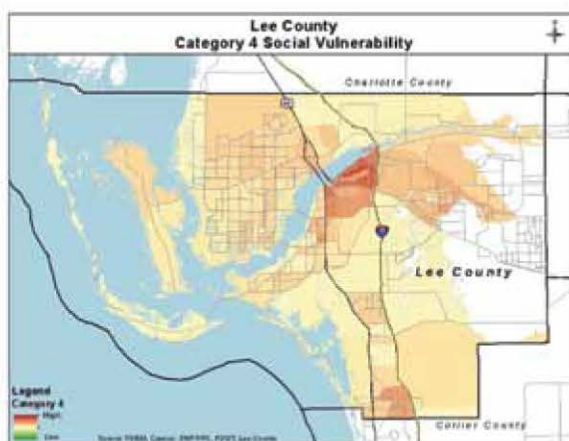 Lee County
Category 4 Social Vulnerability
Charlotte County
Lee County
Legend
Category 4
High
Low
Collier County